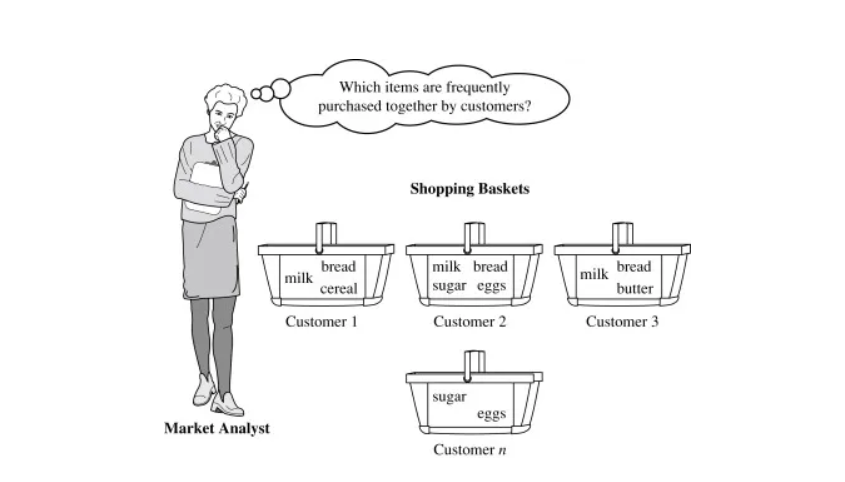 Which items are frequently
purchased together by customers?
Shopping Baskets
milk bread
cereal
milk bread
sugar eggs
milk bread
butter
Customer 1
Customer 2
Customer 3
sugar
eggs
Customer n
Market Analyst